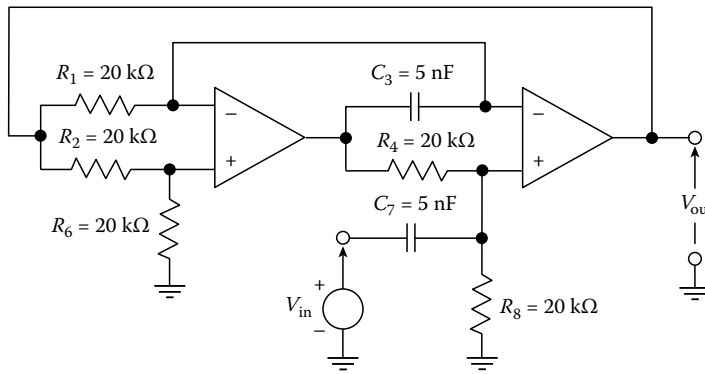 R1 = 20 kΩ
C3 = 5 nF
R2 = 20 kΩ
R4 = 20 kΩ
−
+
−
+
C7 = 5 nF
R6 = 20 kΩ
Vou
+
Vin
−
R8 = 20 kΩ